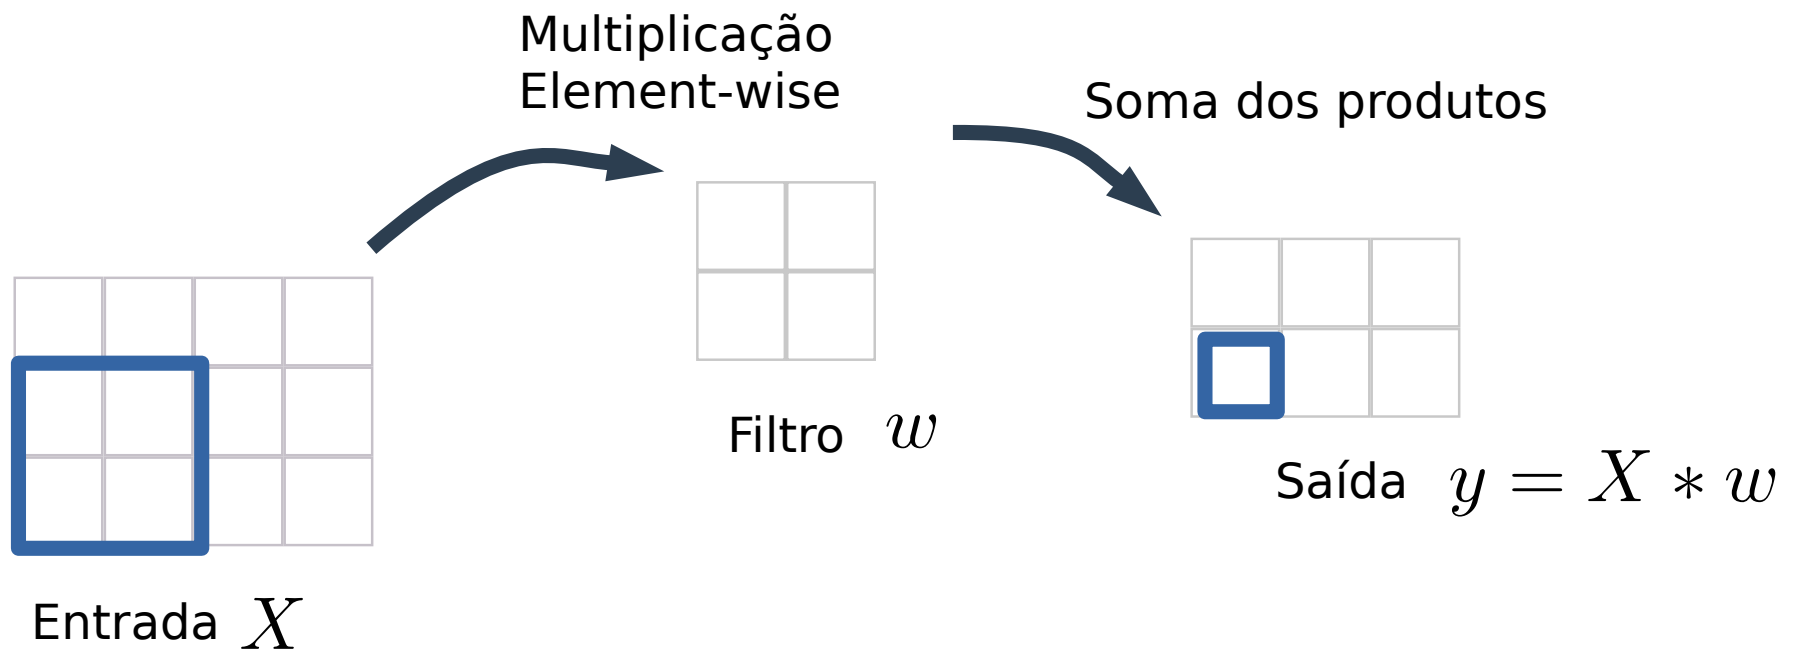 Multiplicação
Element-wise
Soma dos produtos
Filtro w
Saída y = X * w
Entrada X